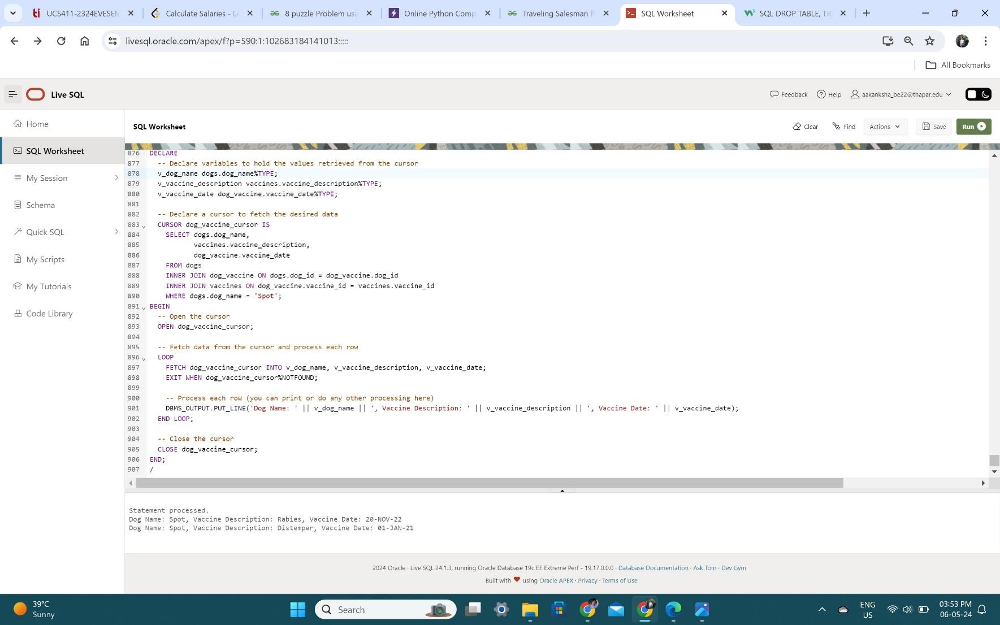 UCS411-2324EVESEM
Calculate Salaries - Le
8 puzzle Problem usi
Online Python Comp
Traveling Salesman P
SQL Worksheet
SQL DROP TABLE, TR
livesql.oracle.com/apex/f?p=590:1:102683184141013:::::
All Bookmarks
Live SQL
Feedback
Help
aakanksha_be22@thapar.edu
Home
SQL Worksheet
My Session
Schema
Quick SQL
My Scripts
My Tutorials
Code Library
SQL Worksheet
Clear
Find
Actions
Save
Run
876 DECLARE
877 -- Declare variables to hold the values retrieved from the cursor
878 v_dog_name dogs.dog_name%TYPE;
879 v_vaccine_description vaccines.vaccine_description%TYPE;
880 v_vaccine_date dog_vaccine.vaccine_date%TYPE;
881
882 -- Declare a cursor to fetch the desired data
883 CURSOR dog_vaccine_cursor IS
884 SELECT dogs.dog_name,
885 vaccines.vaccine_description,
886 dog_vaccine.vaccine_date
887 FROM dogs
888 INNER JOIN dog_vaccine ON dogs.dog_id = dog_vaccine.dog_id
889 INNER JOIN vaccines ON dog_vaccine.vaccine_id = vaccines.vaccine_id
890 WHERE dogs.dog_name = 'Spot';
891 BEGIN
892 -- Open the cursor
893 OPEN dog_vaccine_cursor;
894
895 -- Fetch data from the cursor and process each row
896 LOOP
897 FETCH dog_vaccine_cursor INTO v_dog_name, v_vaccine_description, v_vaccine_date;
898 EXIT WHEN dog_vaccine_cursor%NOTFOUND;
899
900 -- Process each row (you can print or do any other processing here)
901 DBMS_OUTPUT.PUT_LINE('Dog Name: ' || v_dog_name || ', Vaccine Description: ' || v_vaccine_description || ', Vaccine Date: ' || v_vaccine_date);
902 END LOOP;
903
904 -- Close the cursor
905 CLOSE dog_vaccine_cursor;
906 END;
907 /
Statement processed.
Dog Name: Spot, Vaccine Description: Rabies, Vaccine Date: 20-NOV-22
Dog Name: Spot, Vaccine Description: Distemper, Vaccine Date: 01-JAN-21
2024 Oracle · Live SQL 24.1.3, running Oracle Database 19c EE Extreme Perf - 19.17.0.0.0 · Database Documentation · Ask Tom · Dev Gym
Built with ♥ using Oracle APEX · Privacy · Terms of Use
39°C
Sunny
Search
ENG
US
03:53 PM
06-05-24